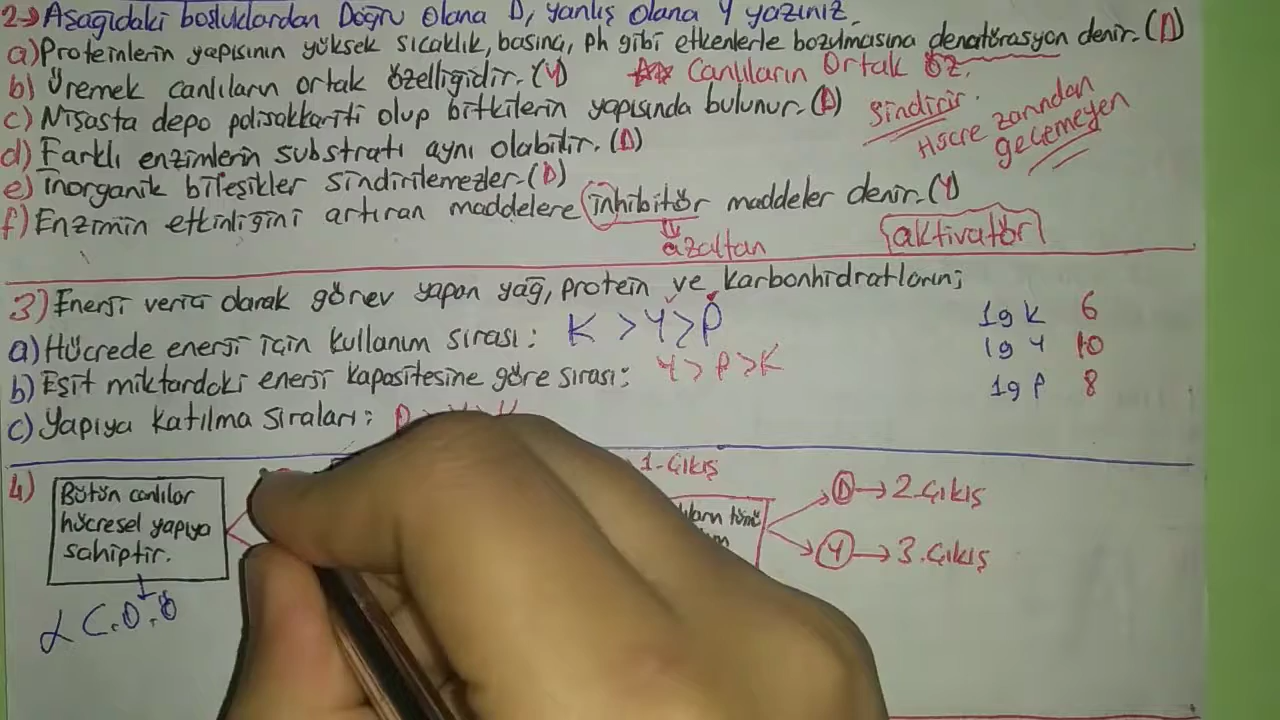 2→) Aşağıdaki boşluklardan Doğru olana D, yanlış olana Y yazınız.
a) Proteinlerin yapısının yüksek sıcaklık, basınç, ph gibi etkenlerle bozulmasına denatürasyon denir. (D)
b) Üremek canlıların ortak özelliğidir. (Y) ** Canlıların Ortak Öz.
c) Nişasta depo polisakkariti olup bitkilerin yapısında bulunur. (D) Sindirir.
Hücre zarından
geçemeyen
d) Farklı enzimlerin substratı aynı olabilir. (D)
e) İnorganik bileşikler sindirilemezler. (D)
f) Enzimin etkinliğini artıran maddelere inhibitör maddeler denir. (Y)
azaltan
aktivatör
3) Enerji verici olarak görev yapan yağ, protein ve karbonhidratların;
a) Hücrede enerji için kullanım sırası: K > Y > P
b) Eşit miktardaki enerji kapasitesine göre sırası: Y > P > K
c) Yapıya katılma sıraları: P > Y > K
1g K 6
1g Y 10
1g P 8
4) Bütün canlılar
hücresel yapıya
sahiptir.
C.O.Ö
1-Çıkış
D → 2.Çıkış
Y → 3.Çıkış